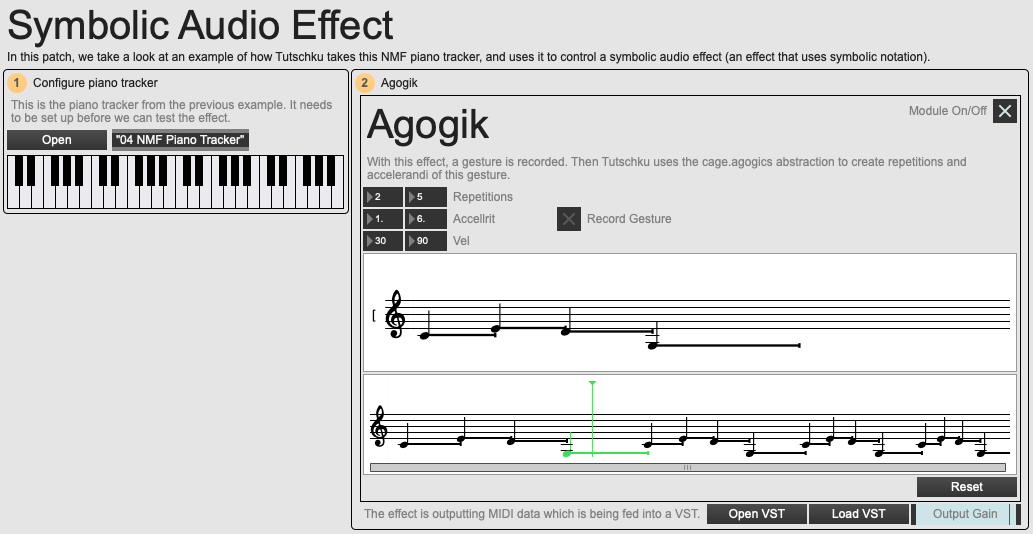 Symbolic Audio Effect
In this patch, we take a look at an example of how Tutschku takes this NMF piano tracker, and uses it to control a symbolic audio effect (an effect that uses symbolic notation).
1 Configure piano tracker
This is the piano tracker from the previous example. It needs
to be set up before we can test the effect.
Open "04 NMF Piano Tracker"
2 Agogik
Agogik
Module On/Off
With this effect, a gesture is recorded. Then Tutschku uses the cage.agogics abstraction to create repetitions and
accelerandi of this gesture.
2 5 Repetitions
1. 6. Accellrit
Record Gesture
30 90 Vel
Reset
The effect is outputting MIDI data which is being fed into a VST.
Open VST
Load VST
Output Gain